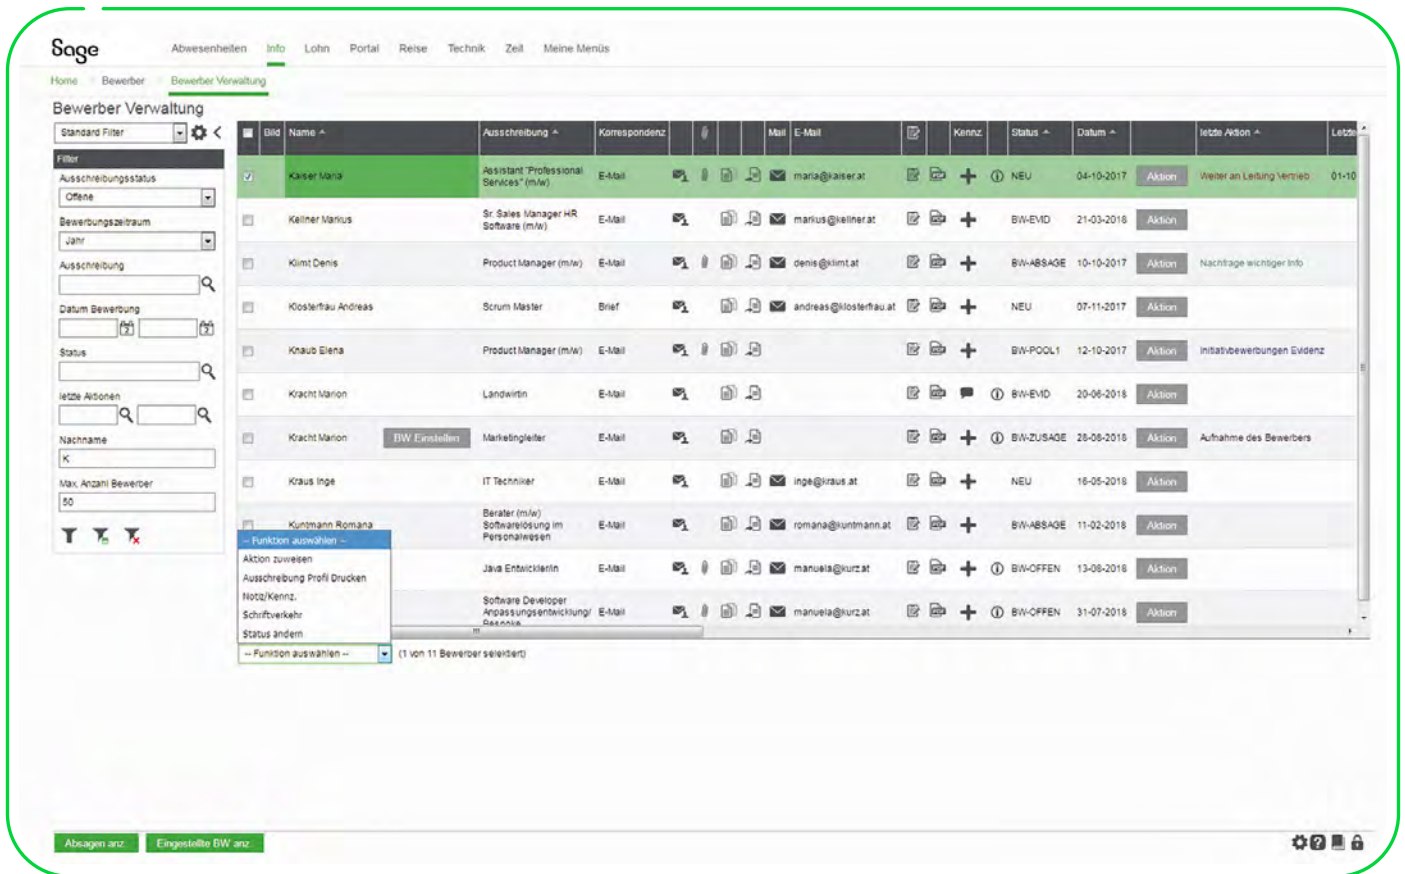 Sage
Abwesenheiten Info Lohn Portal Reise Technik Zeit Meine Menüs
Home Bewerber Bewerber Verwaltung
Bewerber Verwaltung
Standard Filter
Filter
Ausschreibungsstatus
Offene
Bewerbungszeitraum
Jahr
Ausschreibung
Datum Bewerbung
Status
letzte Aktionen
Nachname
K
Max. Anzahl Bewerber
50
Bild Name Ausschreibung Korrespondenz Mail E-Mail Kennz. Status Datum letzte Aktion Letzte
Kaiser Maria Assistant "Professional Services" (m/w) E-Mail maria@kaiser.at NEU 04-10-2017 Aktion Weiter an Leitung Vertrieb 01-10
Kellner Markus Sr. Sales Manager HR Software (m/w) E-Mail markus@kellner.at BW-EVID 21-03-2018 Aktion
Klimt Denis Product Manager (m/w) E-Mail denis@klimt.at BW-ABSAGE 10-10-2017 Aktion Nachfrage wichtiger Info
Klosterfrau Andreas Scrum Master Brief andreas@klosterfrau.at NEU 07-11-2017 Aktion
Knaub Elena Product Manager (m/w) E-Mail BW-POOL1 12-10-2017 Aktion Initiativbewerbungen Evidenz
Kracht Marion Landwirtin E-Mail BW-EVID 20-06-2018 Aktion
Kracht Marion BW Einstellen Marketingleiter E-Mail BW-ZUSAGE 28-08-2018 Aktion Aufnahme des Bewerbers
Kraus Inge IT Techniker E-Mail inge@kraus.at NEU 16-05-2018 Aktion
Kuntmann Romana Berater (m/w) Softwarelösung im Personalwesen E-Mail romana@kuntmann.at BW-ABSAGE 11-02-2018 Aktion
Java Entwickler/in E-Mail manuela@kurz.at BW-OFFEN 13-08-2018 Aktion
Software Developer Anpassungsentwicklung/ Bespoke E-Mail manuela@kurz.at BW-OFFEN 31-07-2018 Aktion
-- Funktion auswählen --
Aktion zuweisen
Ausschreibung Profil Drucken
Notiz/Kennz.
Schriftverkehr
Status ändern
-- Funktion auswählen -- (1 von 11 Bewerber selektiert)
Absagen anz. Eingestellte BW anz.